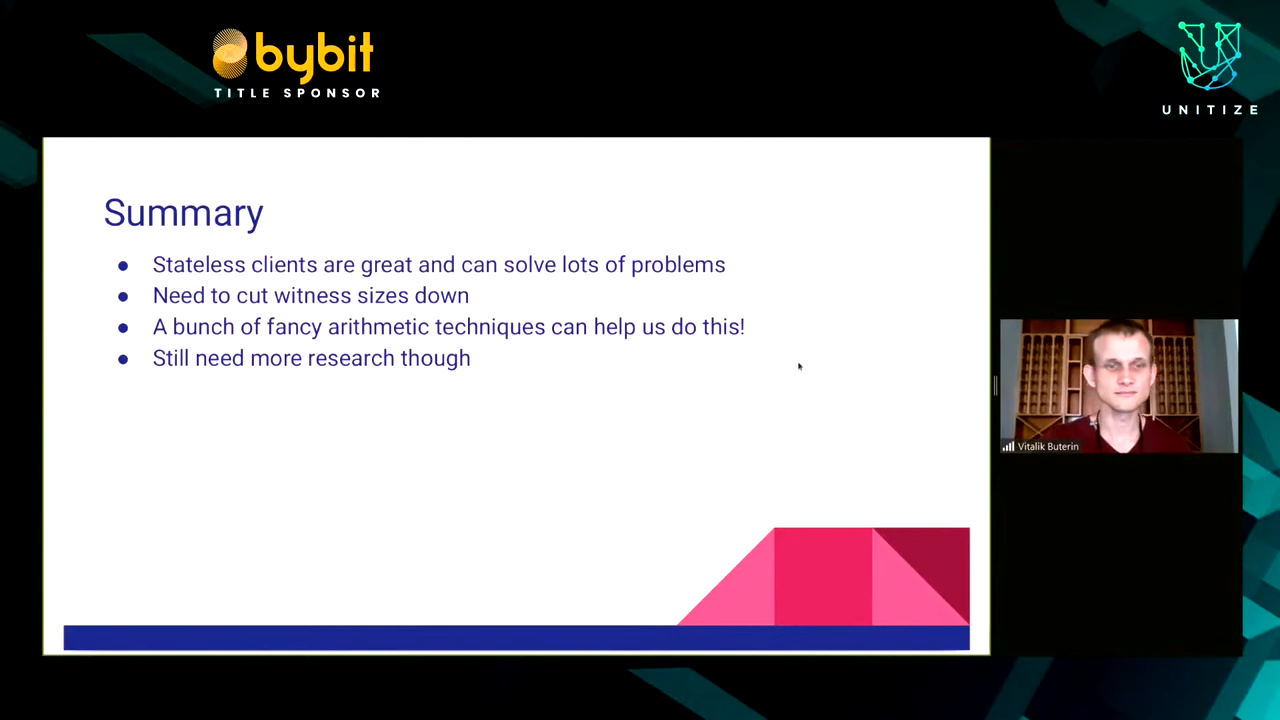 bybit
TITLE SPONSOR
UNITIZE
Summary
● Stateless clients are great and can solve lots of problems
● Need to cut witness sizes down
● A bunch of fancy arithmetic techniques can help us do this!
● Still need more research though
Vitalik Buterin